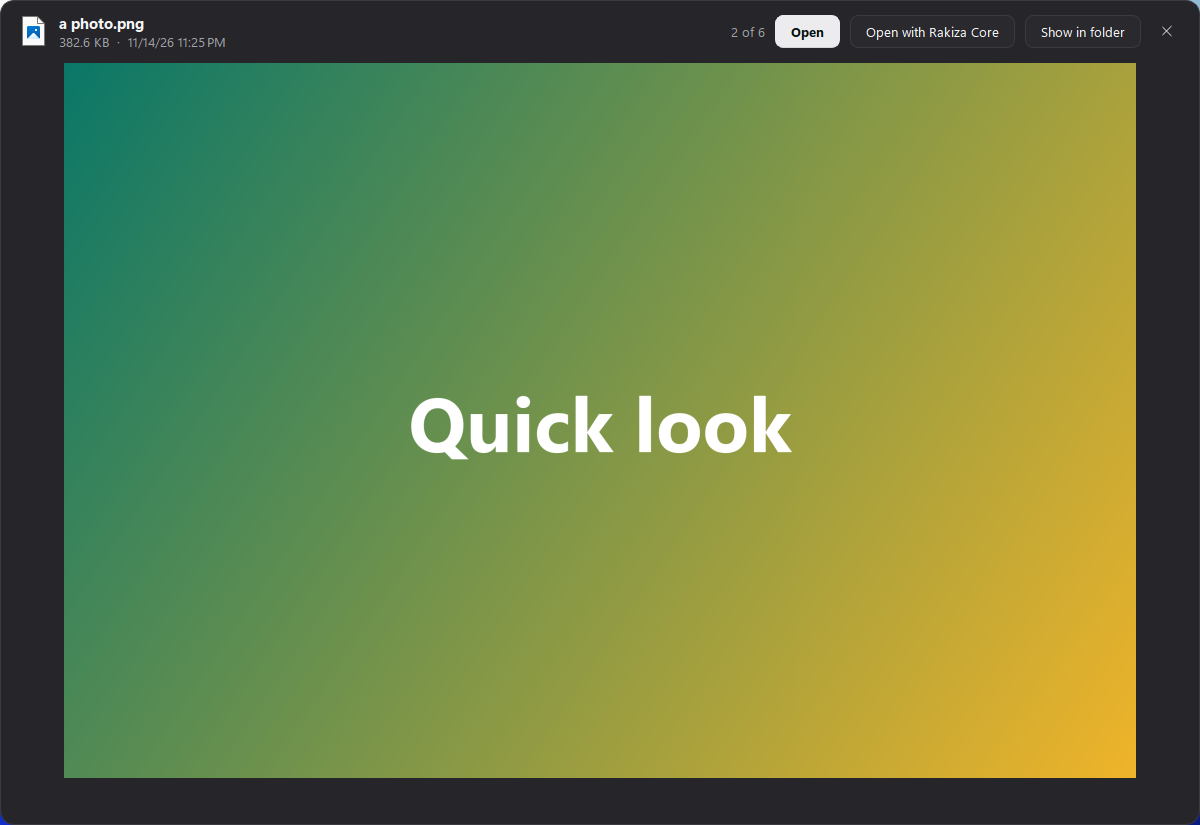 a photo.png
382.6 KB · 11/14/26 11:25 PM
2 of 6
Open
Open with Rakiza Core
Show in folder
Quick look